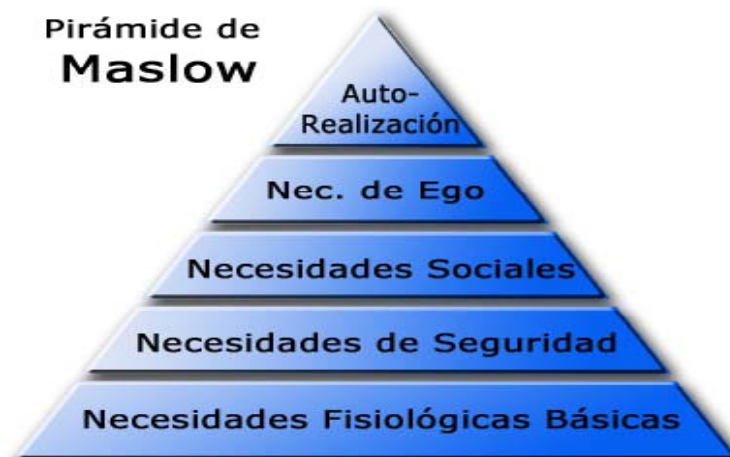 Pirámide de
Maslow
Auto-
Realización
Nec. de Ego
Necesidades Sociales
Necesidades de Seguridad
Necesidades Fisiológicas Básicas